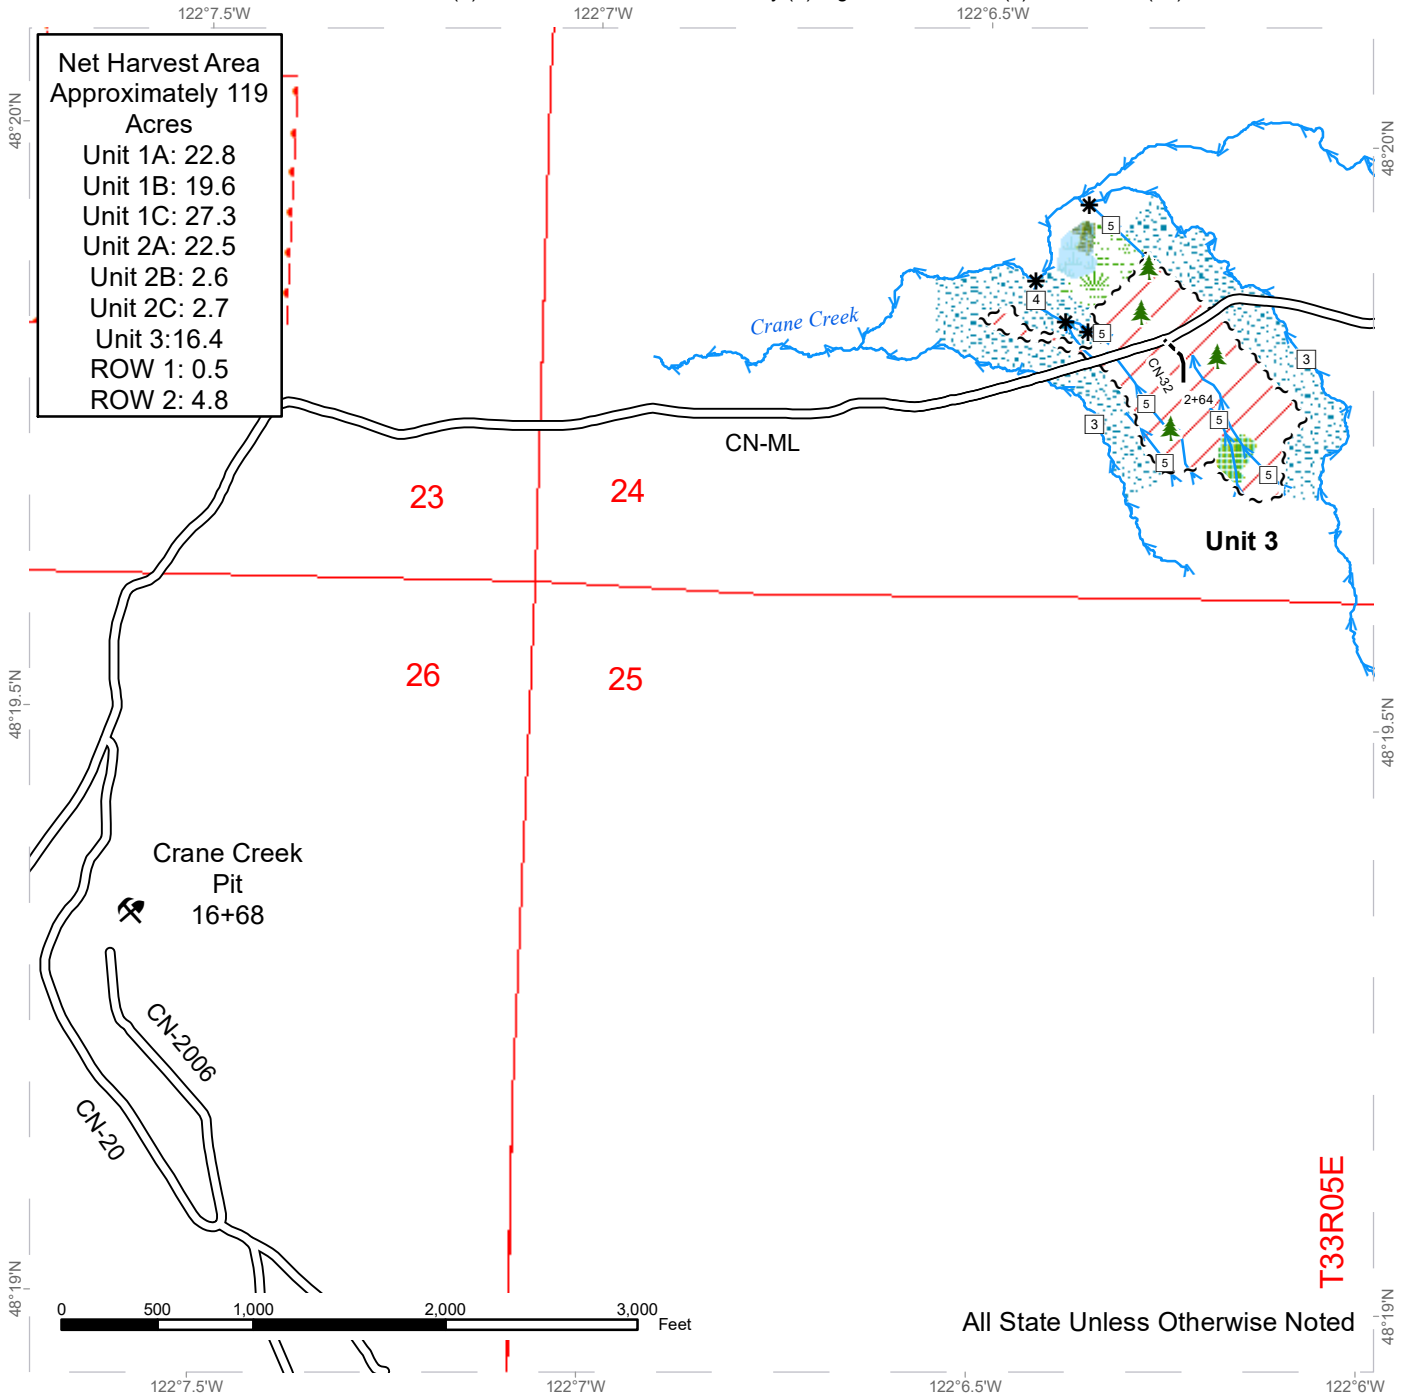 122°7.5'W
122°7'W
122°6.5'W
48°20'N
48°20'N
Net Harvest Area
Approximately 119
Acres
Unit 1A: 22.8
Unit 1B: 19.6
Unit 1C: 27.3
Unit 2A: 22.5
Unit 2B: 2.6
Unit 2C: 2.7
Unit 3:16.4
ROW 1: 0.5
ROW 2: 4.8
5
4
5
Crane Creek
3
CN-32
2+64
5
5
3
5
5
CN-ML
23
24
Unit 3
26
25
48°19.5'N
48°19.5'N
Crane Creek
Pit
16+68
CN-2006
CN-20
T33R05E
48°19'N
48°19'N
0
500
1,000
2,000
3,000
Feet
All State Unless Otherwise Noted
122°7.5'W
122°7'W
122°6.5'W
122°6'W